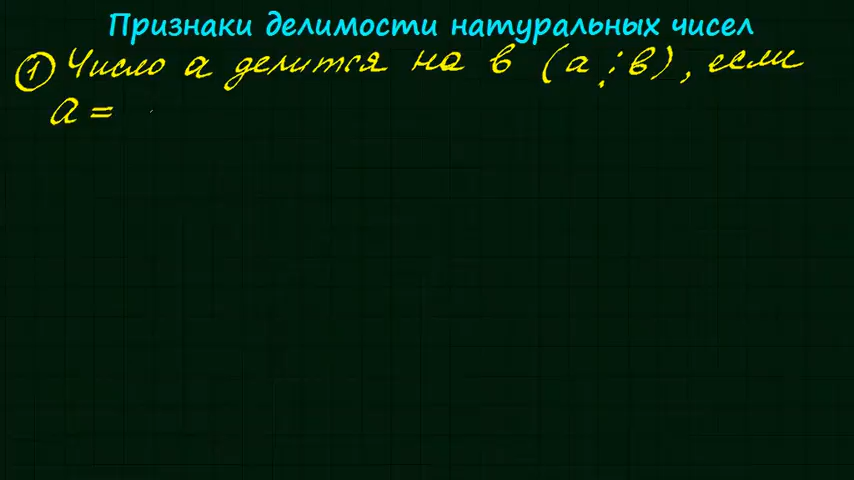 Признаки делимости натуральных чисел
① Число а делится на в (а ⋮ в), если
а =